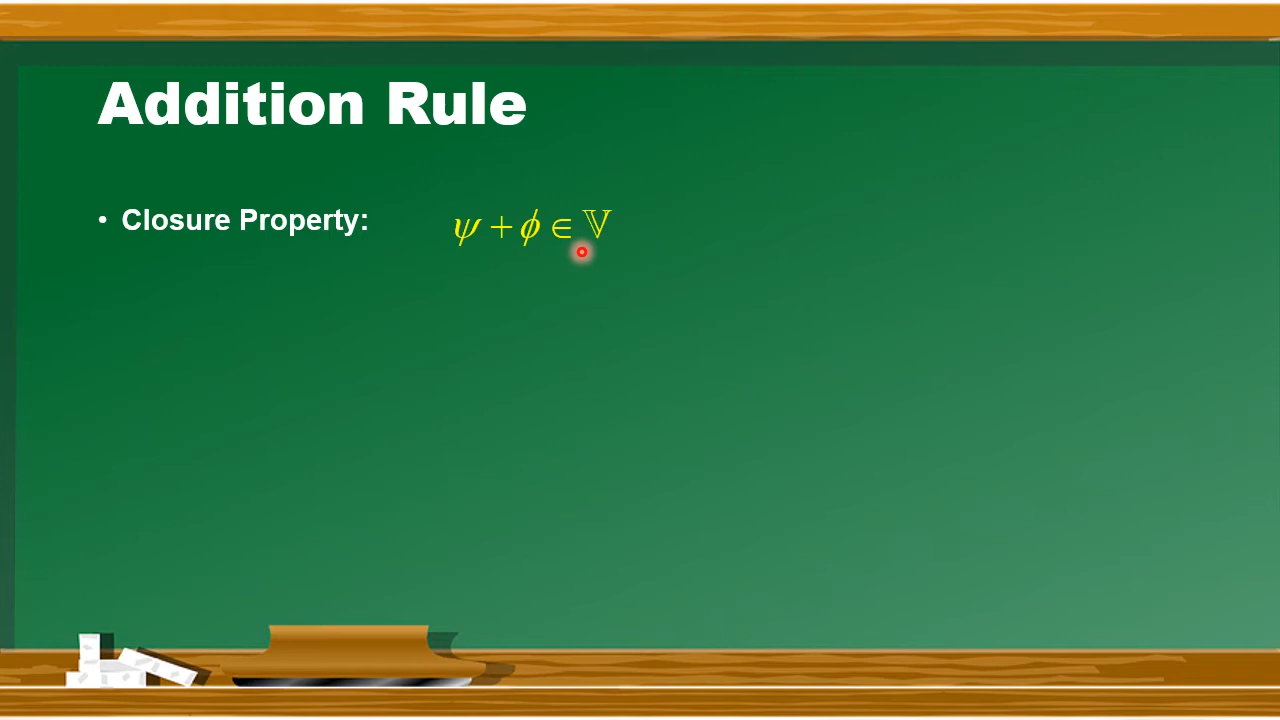 Addition Rule
• Closure Property: ψ + ϕ ∈ 𝕍